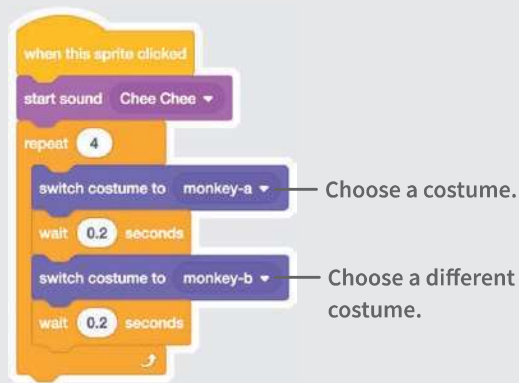 when this sprite clicked
start sound Chee Chee
repeat 4
switch costume to monkey-a
Choose a costume.
wait 0.2 seconds
switch costume to monkey-b
Choose a different
costume.
wait 0.2 seconds